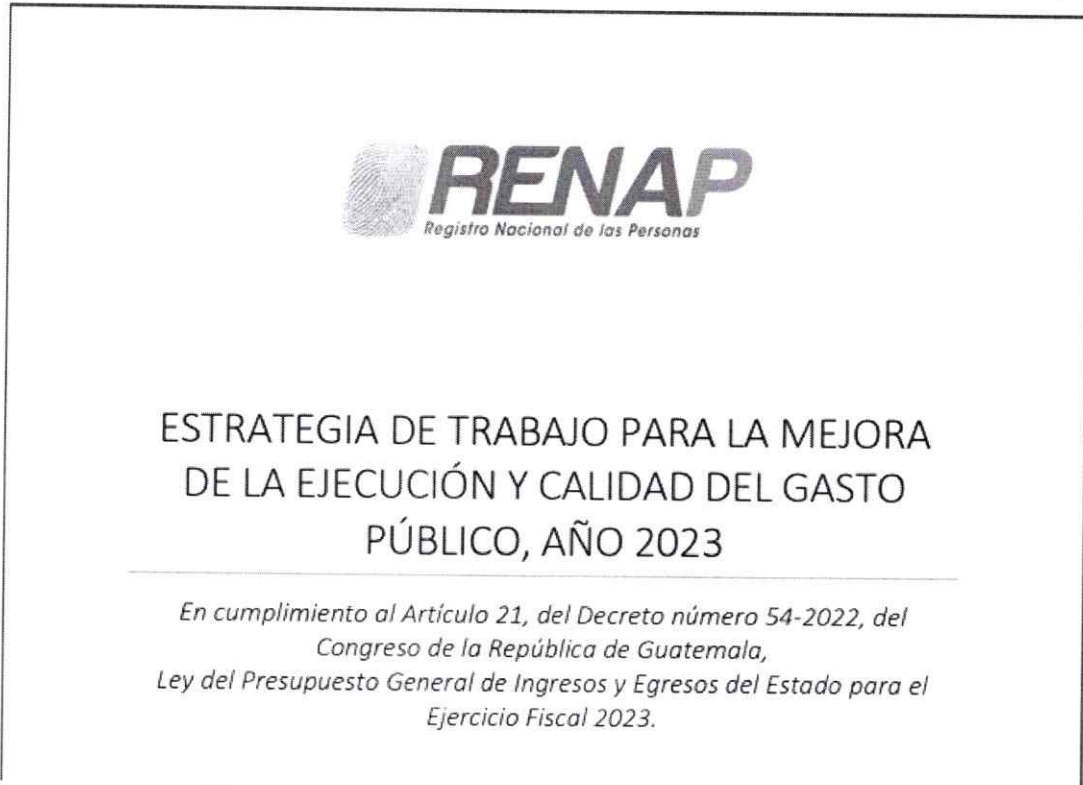 RENAP
Registro Nacional de las Personas
ESTRATEGIA DE TRABAJO PARA LA MEJORA
DE LA EJECUCIÓN Y CALIDAD DEL GASTO
PÚBLICO, AÑO 2023
En cumplimiento al Artículo 21, del Decreto número 54-2022, del
Congreso de la República de Guatemala,
Ley del Presupuesto General de Ingresos y Egresos del Estado para el
Ejercicio Fiscal 2023.